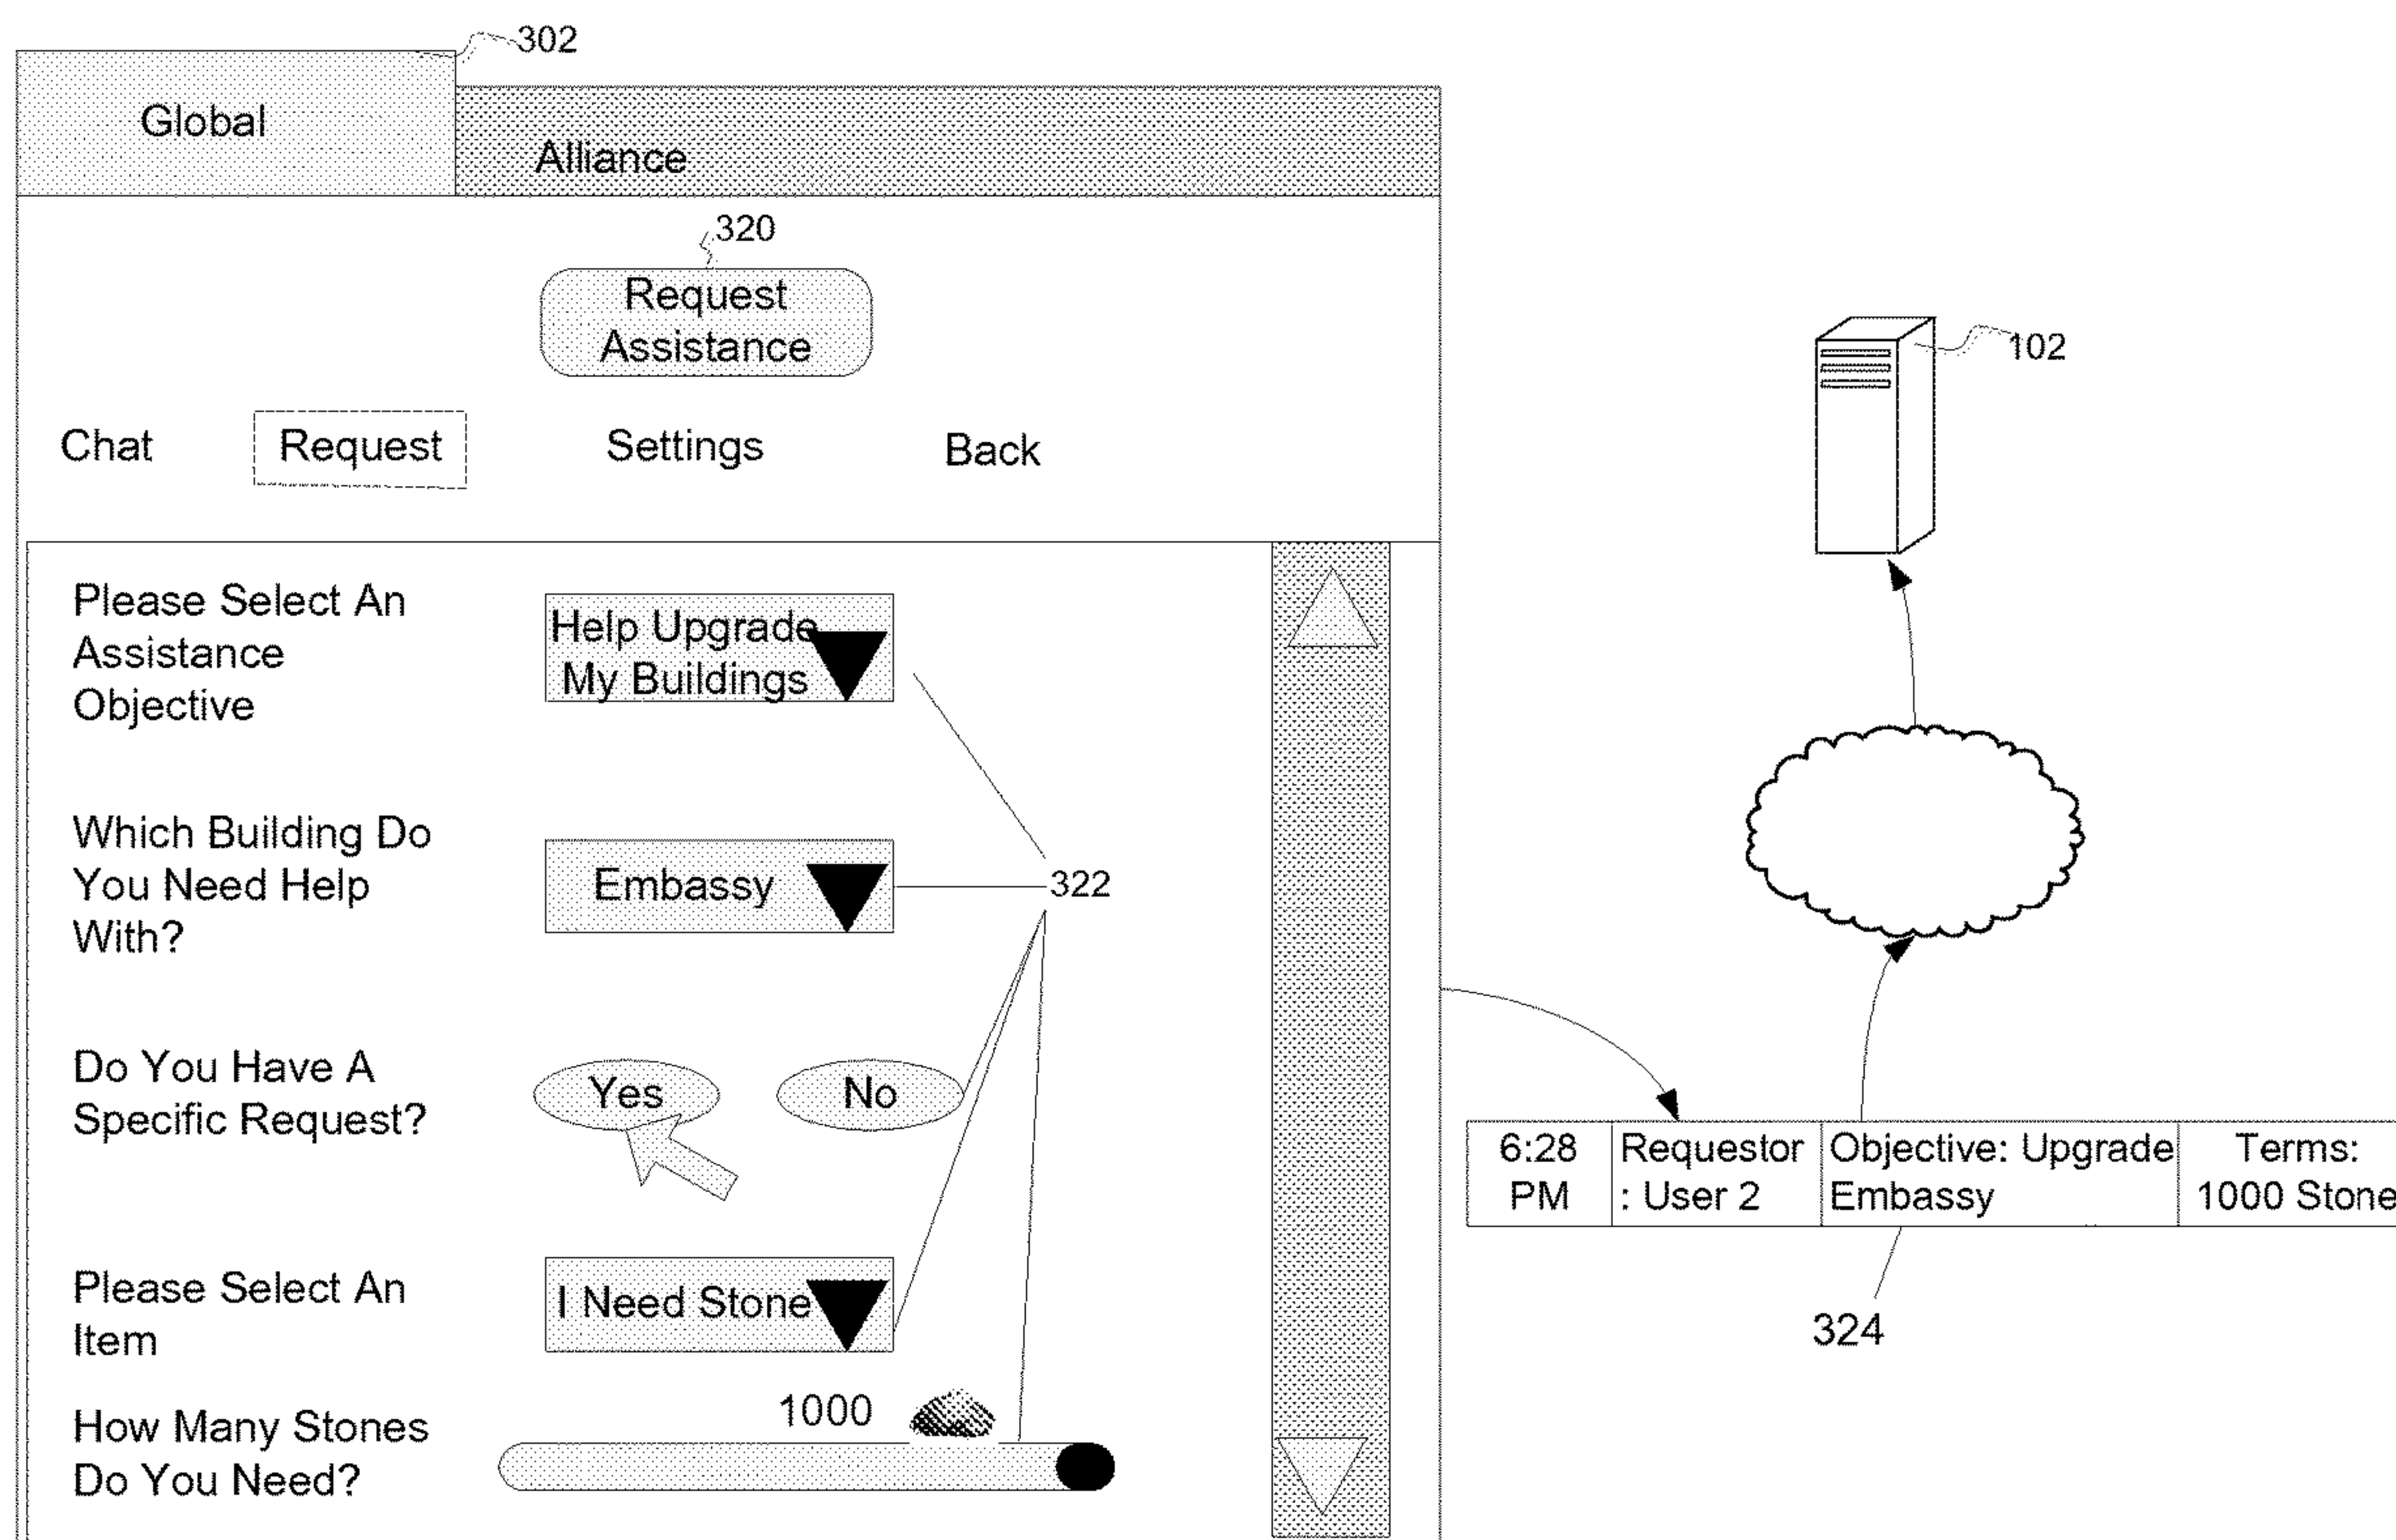 302
Global
Alliance
320
Request
Assistance
102
Chat
Request
Settings
Back
Please Select An
Assistance
Objective
Help Upgrade
My Buildings
Which Building Do
You Need Help
With?
Embassy
322
Do You Have A
Specific Request?
Yes
No
6:28
PM
Requestor
: User 2
Objective: Upgrade
Embassy
Terms:
1000 Stone
324
Please Select An
Item
I Need Stone
How Many Stones
Do You Need?
1000